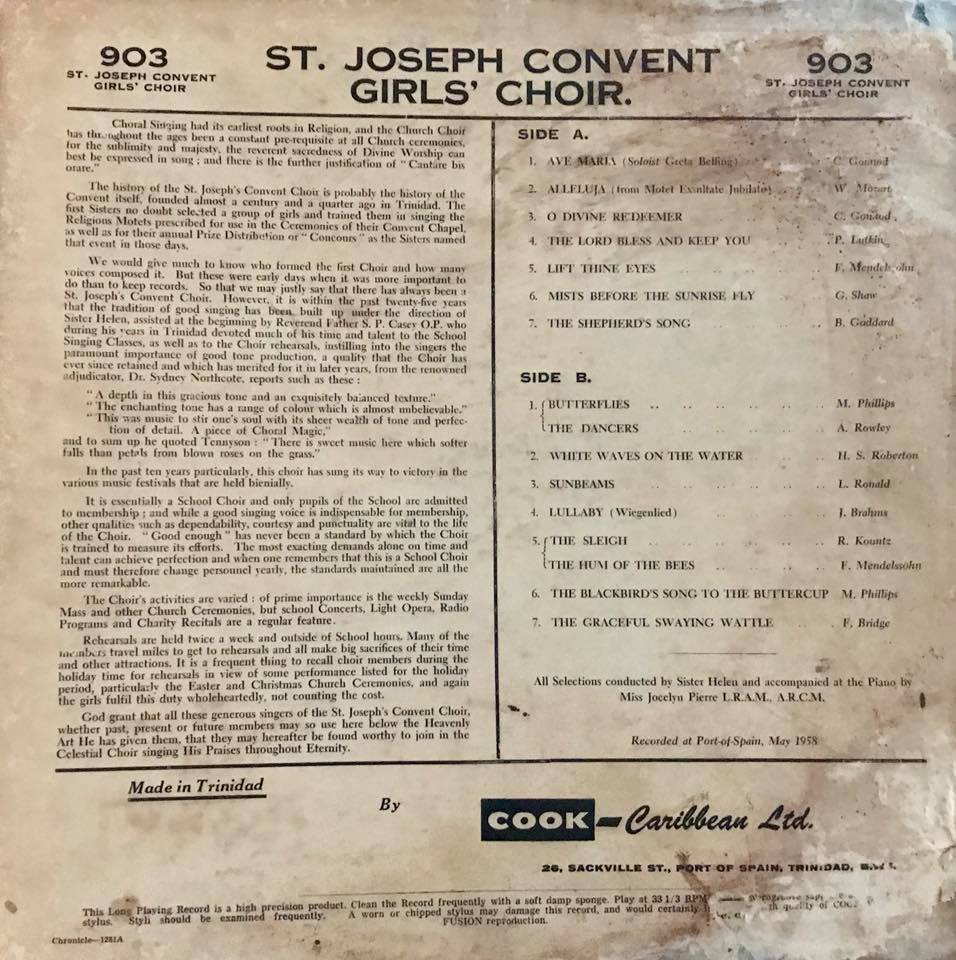 903
ST. JOSEPH CONVENT
GIRLS' CHOIR
ST. JOSEPH CONVENT
GIRLS' CHOIR.
903
ST. JOSEPH CONVENT
GIRLS' CHOIR
Choral Singing had its earliest roots in Religion, and the Church Choir
has throughout the ages been a constant pre-requisite at all Church ceremonies,
for the sublimity and majesty, the reverent sacredness of Divine Worship can
best be expressed in song ; and there is the further justification of "Cantare bis
orare."
The history of the St. Joseph's Convent Choir is probably the history of the
Convent itself, founded almost a century and a quarter ago in Trinidad. The
first Sisters no doubt selected a group of girls and trained them in singing the
Religious Motets prescribed for use in the Ceremonies of their Convent Chapel,
as well as for their annual Prize Distribution or "Concours" as the Sisters named
that event in those days.
We would give much to know who formed the first Choir and how many
voices composed it. But these were early days when it was more important to
do than to keep records. So that we may justly say that there has always been a
St. Joseph's Convent Choir. However, it is within the past twenty-five years
that the tradition of good singing has been built up under the direction of
Sister Helen, assisted at the beginning by Reverend Father S. P. Casey O.P. who
during his years in Trinidad devoted much of his time and talent to the School
Singing Classes, as well as to the Choir rehearsals, instilling into the singers the
paramount importance of good tone production, a quality that the Choir has
ever since retained and which has merited for it in later years, from the renowned
adjudicator, Dr. Sydney Northcote, reports such as these :
"A depth in this gracious tone and an exquisitely balanced texture."
"The enchanting tone has a range of colour which is almost unbelievable."
"This was music to stir one's soul with its sheer wealth of tone and perfec-
tion of detail. A piece of Choral Magic,"
and to sum up he quoted Tennyson : "There is sweet music here which softer
falls than petals from blown roses on the grass."
In the past ten years particularly, this choir has sung its way to victory in the
various music festivals that are held bienially.
It is essentially a School Choir and only pupils of the School are admitted
to membership ; and while a good singing voice is indispensable for membership,
other qualities such as dependability, courtesy and punctuality are vital to the life
of the Choir. "Good enough" has never been a standard by which the Choir
is trained to measure its efforts. The most exacting demands alone on time and
talent can achieve perfection and when one remembers that this is a School Choir
and must therefore change personnel yearly, the standards maintained are all the
more remarkable.
The Choir's activities are varied : of prime importance is the weekly Sunday
Mass and other Church Ceremonies, but school Concerts, Light Opera, Radio
Programs and Charity Recitals are a regular feature.
Rehearsals are held twice a week and outside of School hours. Many of the
members travel miles to get to rehearsals and all make big sacrifices of their time
and other attractions. It is a frequent thing to recall choir members during the
holiday time for rehearsals in view of some performance listed for the holiday
period, particularly the Easter and Christmas Church Ceremonies, and again
the girls fulfil this duty wholeheartedly, not counting the cost.
God grant that all these generous singers of the St. Joseph's Convent Choir,
whether past, present or future members may so use here below the Heavenly
Art He has given them, that they may hereafter be found worthy to join in the
Celestial Choir singing His Praises throughout Eternity.
SIDE A.
1. AVE MARIA (Soloist Greta Belling) C. Gounod
2. ALLELUJA (from Motet Exultate Jubilate) .. W. Mozart
3. O DIVINE REDEEMER .. .. .. C. Gounod
4. THE LORD BLESS AND KEEP YOU .. .. P. Lutkin
5. LIFT THINE EYES .. .. .. .. F. Mendelsohn
6. MISTS BEFORE THE SUNRISE FLY .. .. G. Shaw
7. THE SHEPHERD'S SONG .. .. .. B. Goddard
SIDE B.
1. BUTTERFLIES .. .. .. .. .. M. Phillips
THE DANCERS .. .. .. .. A. Rowley
2. WHITE WAVES ON THE WATER .. .. H. S. Roberton
3. SUNBEAMS .. .. .. .. .. L. Ronald
4. LULLABY (Wiegenlied) .. .. .. J. Brahms
5. THE SLEIGH .. .. .. .. .. R. Kountz
THE HUM OF THE BEES .. .. .. F. Mendelssohn
6. THE BLACKBIRD'S SONG TO THE BUTTERCUP M. Phillips
7. THE GRACEFUL SWAYING WATTLE .. F. Bridge
All Selections conducted by Sister Helen and accompanied at the Piano by
Miss Jocelyn Pierre L.R.A.M., A.R.C.M.
Recorded at Port-of-Spain, May 1958
Made in Trinidad
By
COOK-Caribbean Ltd.
26, SACKVILLE ST., PORT OF SPAIN, TRINIDAD,
This Long Playing Record is a high precision product. Clean the Record frequently with a soft damp sponge. Play at 33 1/3 RPM
stylus. Styli should be examined frequently. A worn or chipped stylus may damage this record, and would certainly
quality of
FUSION reproduction.
Chronicle—1281A